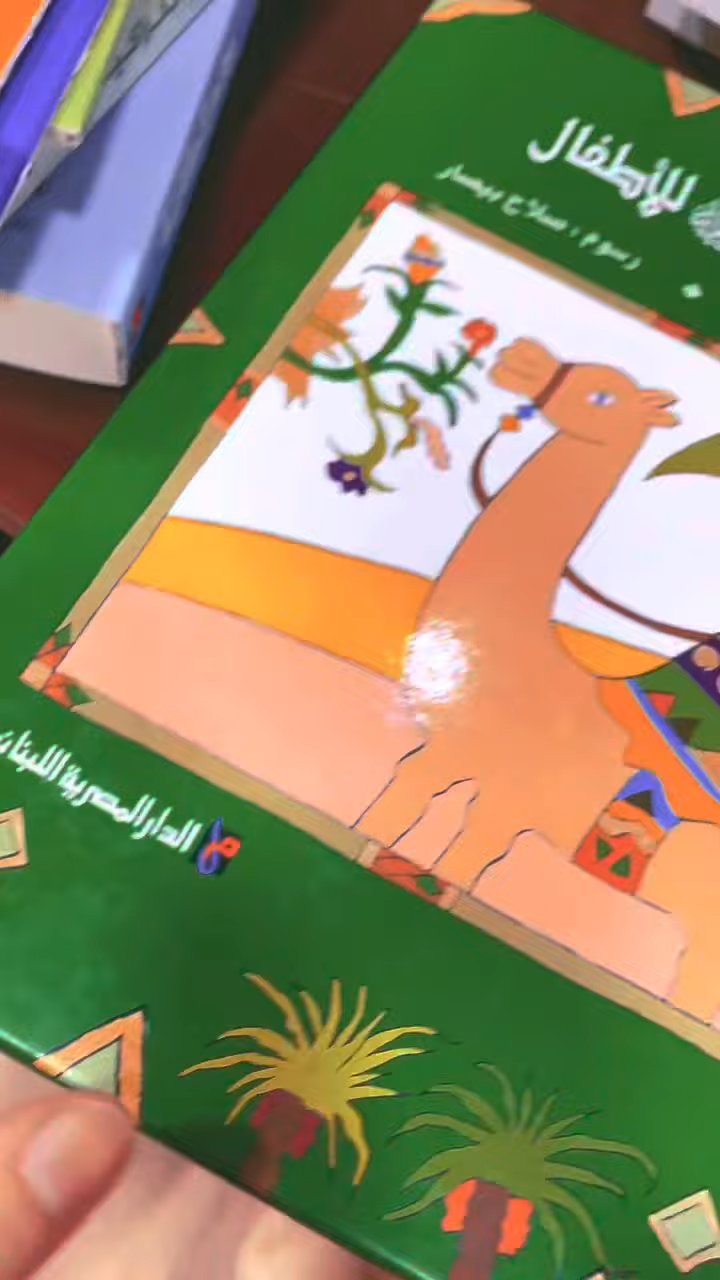 للأطفال
رسوم : صلاح بيصار
الدار المصرية اللبنانية